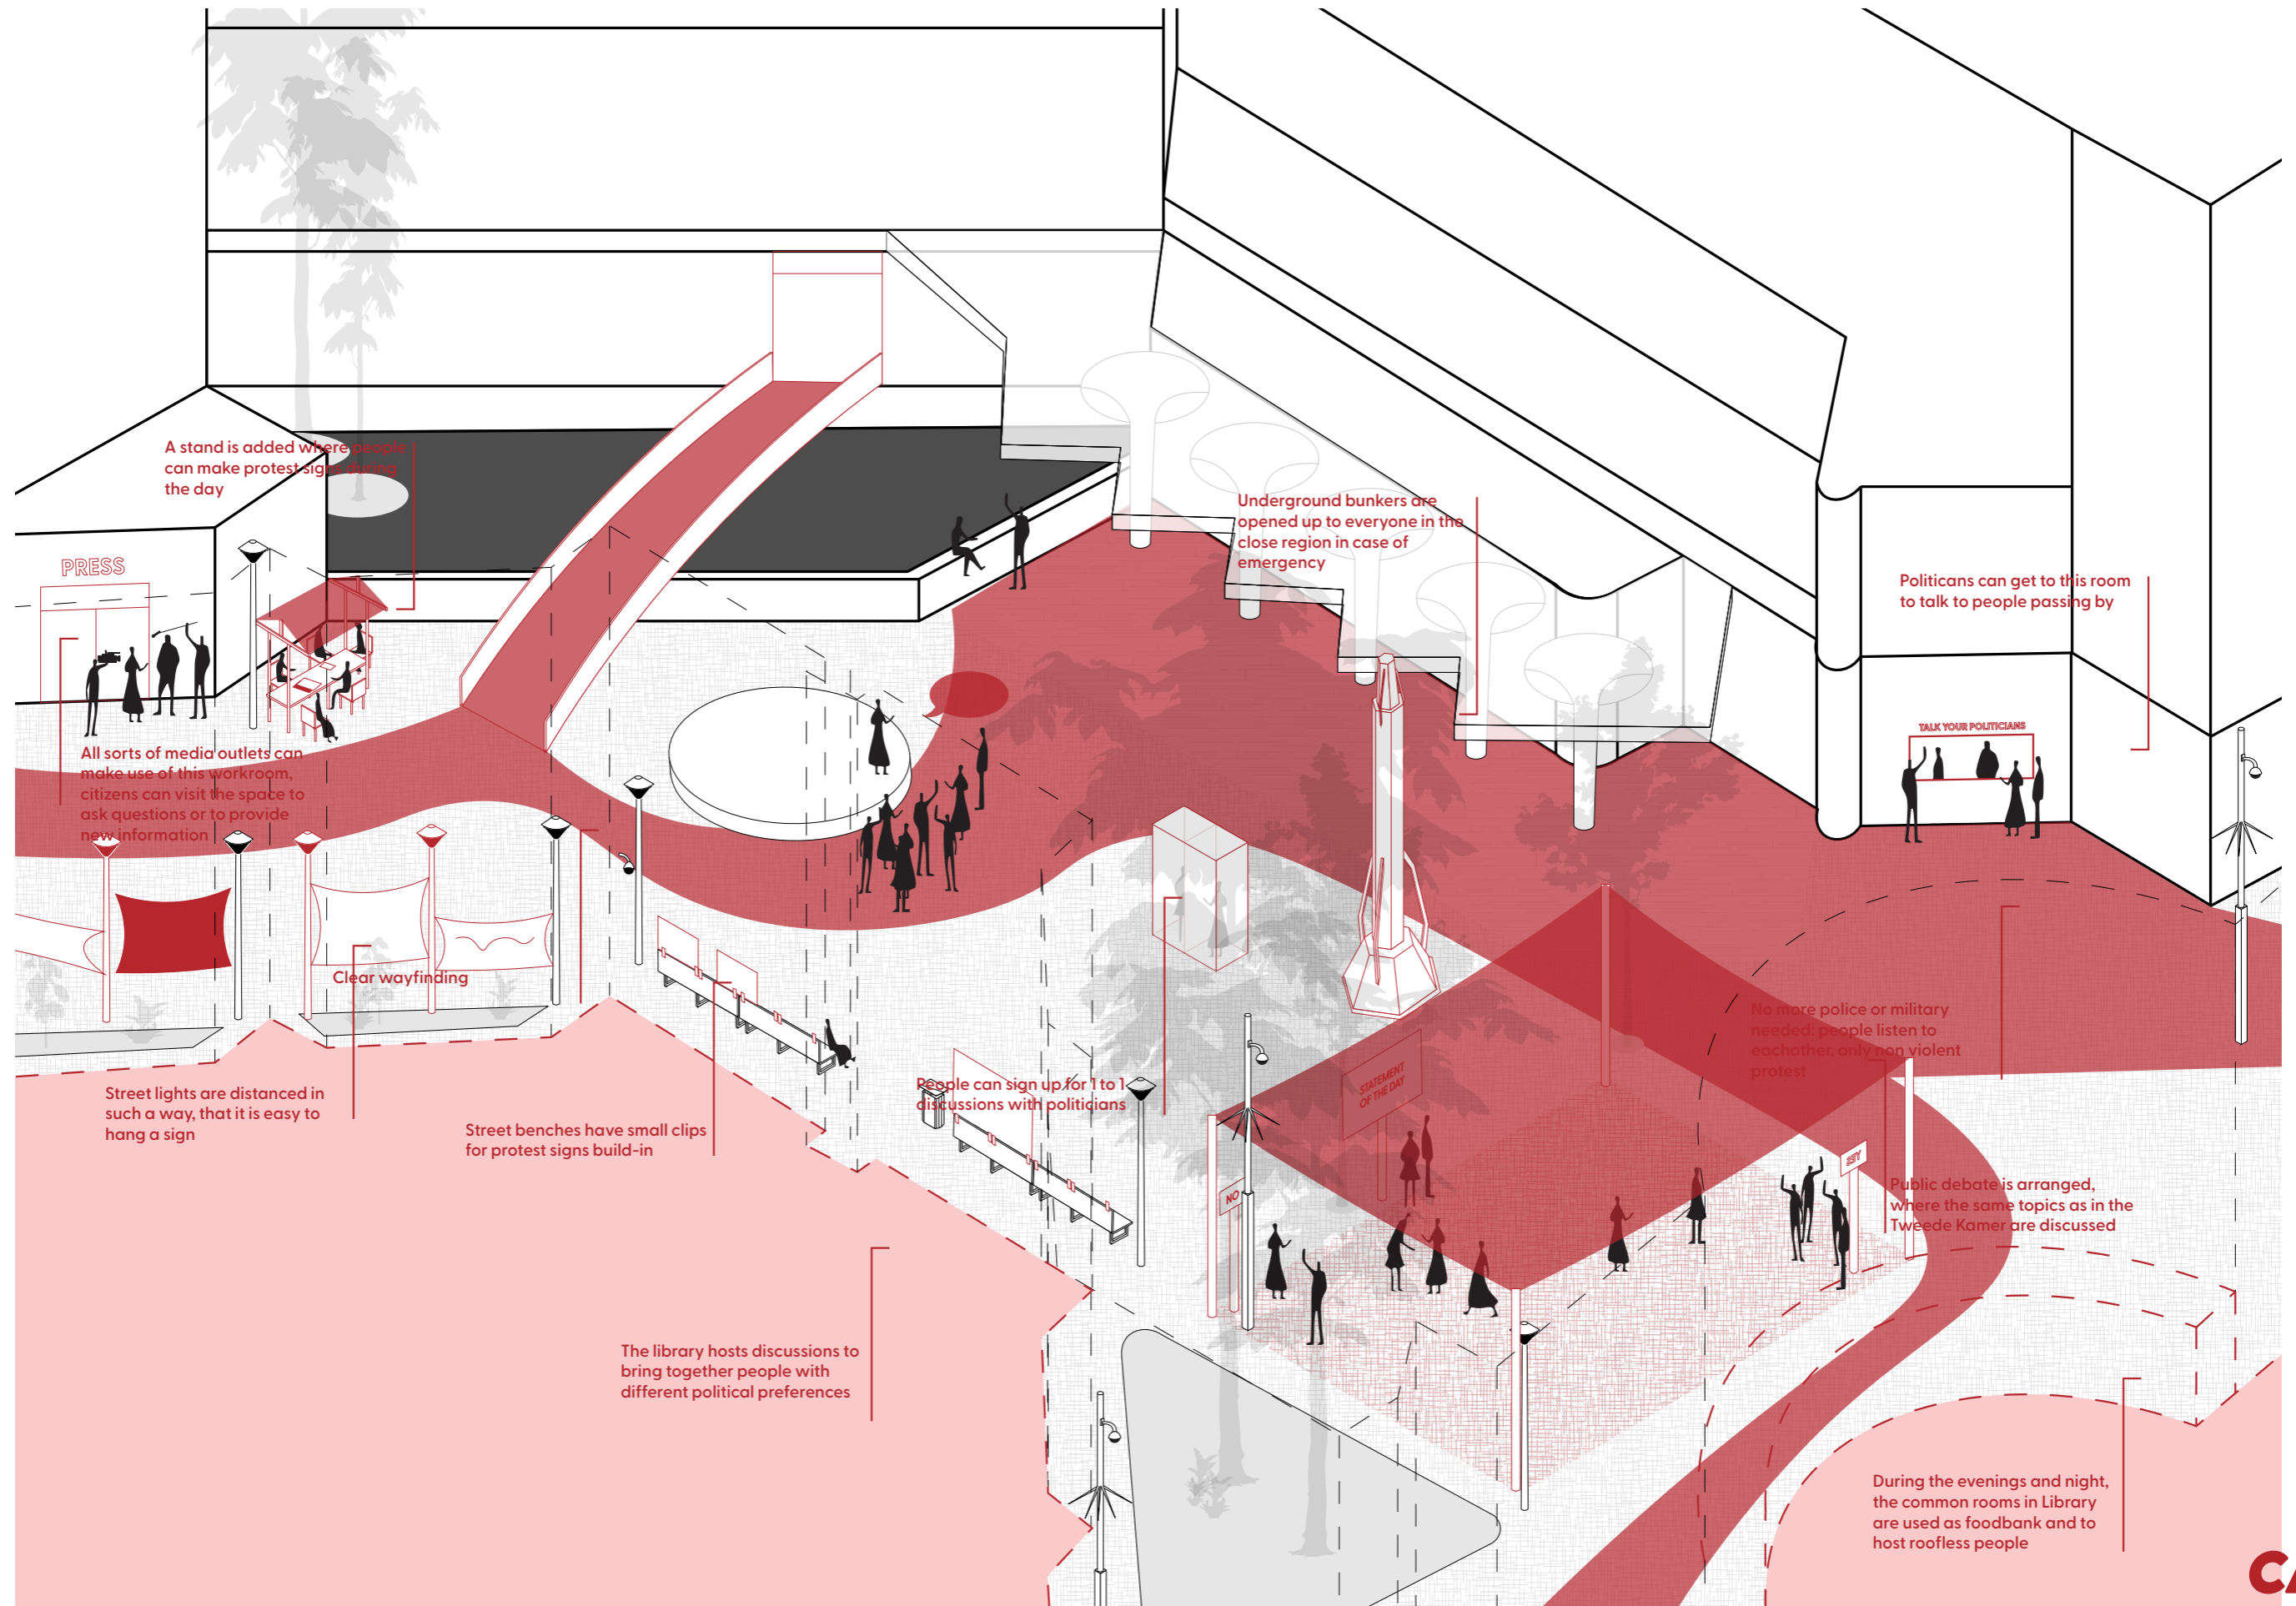 A stand is added where people
can make protest signs during
the day
Underground bunkers are
opened up to everyone in the
close region in case of
emergency
PRESS
Politicans can get to this room
to talk to people passing by
TALK YOUR POLITICIANS
All sorts of media outlets can
make use of this workroom,
citizens can visit the space to
ask questions or to provide
new information
Clear wayfinding
No more police or military
needed; people listen to
eachother, only non violent
protest
Street lights are distanced in
such a way, that it is easy to
hang a sign
People can sign up for 1 to 1
discussions with politicians
STATEMENT
OF THE DAY
Street benches have small clips
for protest signs build-in
NO
Public debate is arranged,
where the same topics as in the
Tweede Kamer are discussed
The library hosts discussions to
bring together people with
different political preferences
During the evenings and night,
the common rooms in Library
are used as foodbank and to
host roofless people